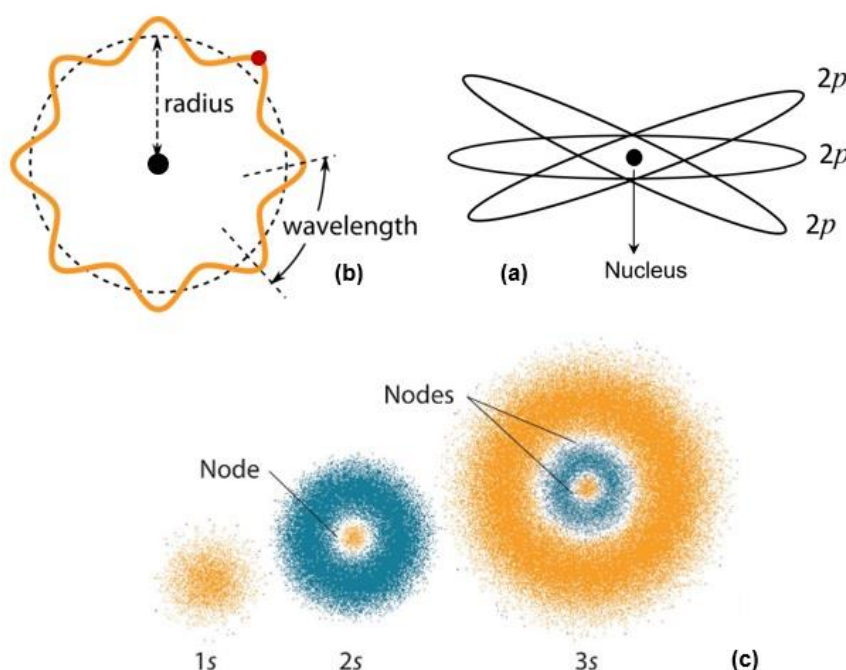 radius
wavelength
(b)
2p
2p
2p
(a)
Nucleus
Nodes
Node
1s
2s
3s
(c)